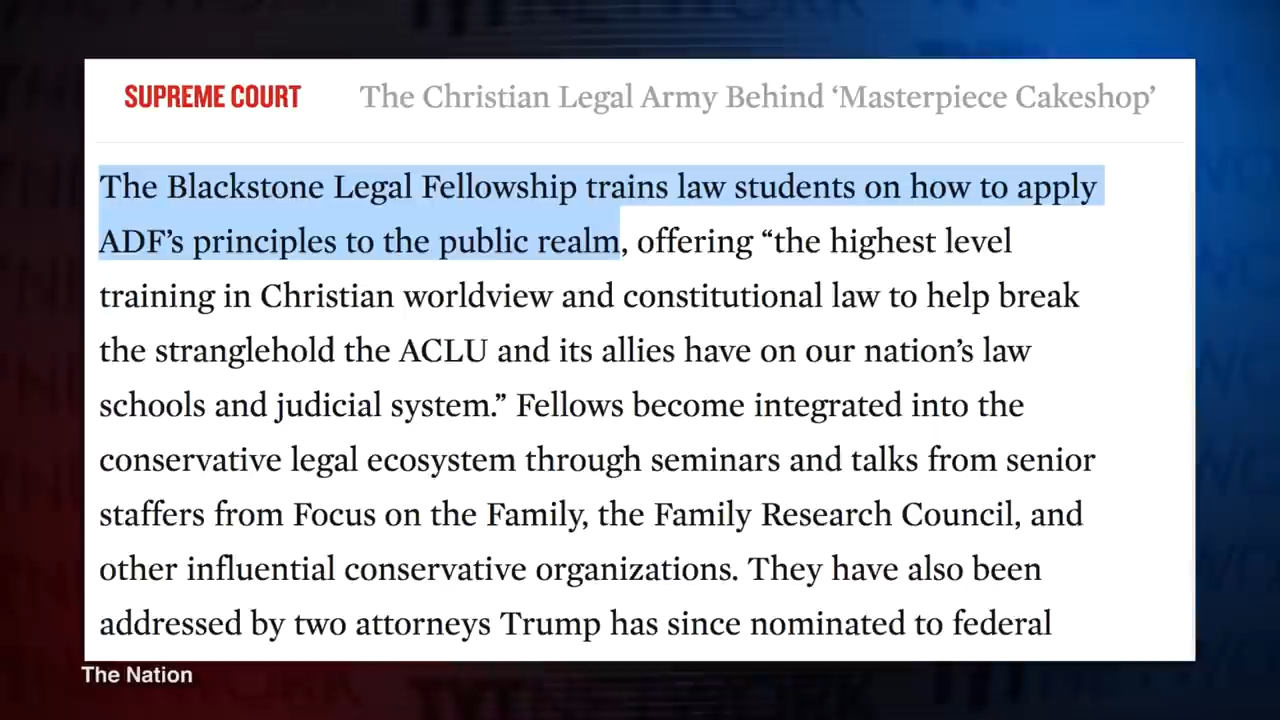 SUPREME COURT The Christian Legal Army Behind ‘Masterpiece Cakeshop’
The Blackstone Legal Fellowship trains law students on how to apply
ADF’s principles to the public realm, offering “the highest level
training in Christian worldview and constitutional law to help break
the stranglehold the ACLU and its allies have on our nation’s law
schools and judicial system.” Fellows become integrated into the
conservative legal ecosystem through seminars and talks from senior
staffers from Focus on the Family, the Family Research Council, and
other influential conservative organizations. They have also been
addressed by two attorneys Trump has since nominated to federal
The Nation